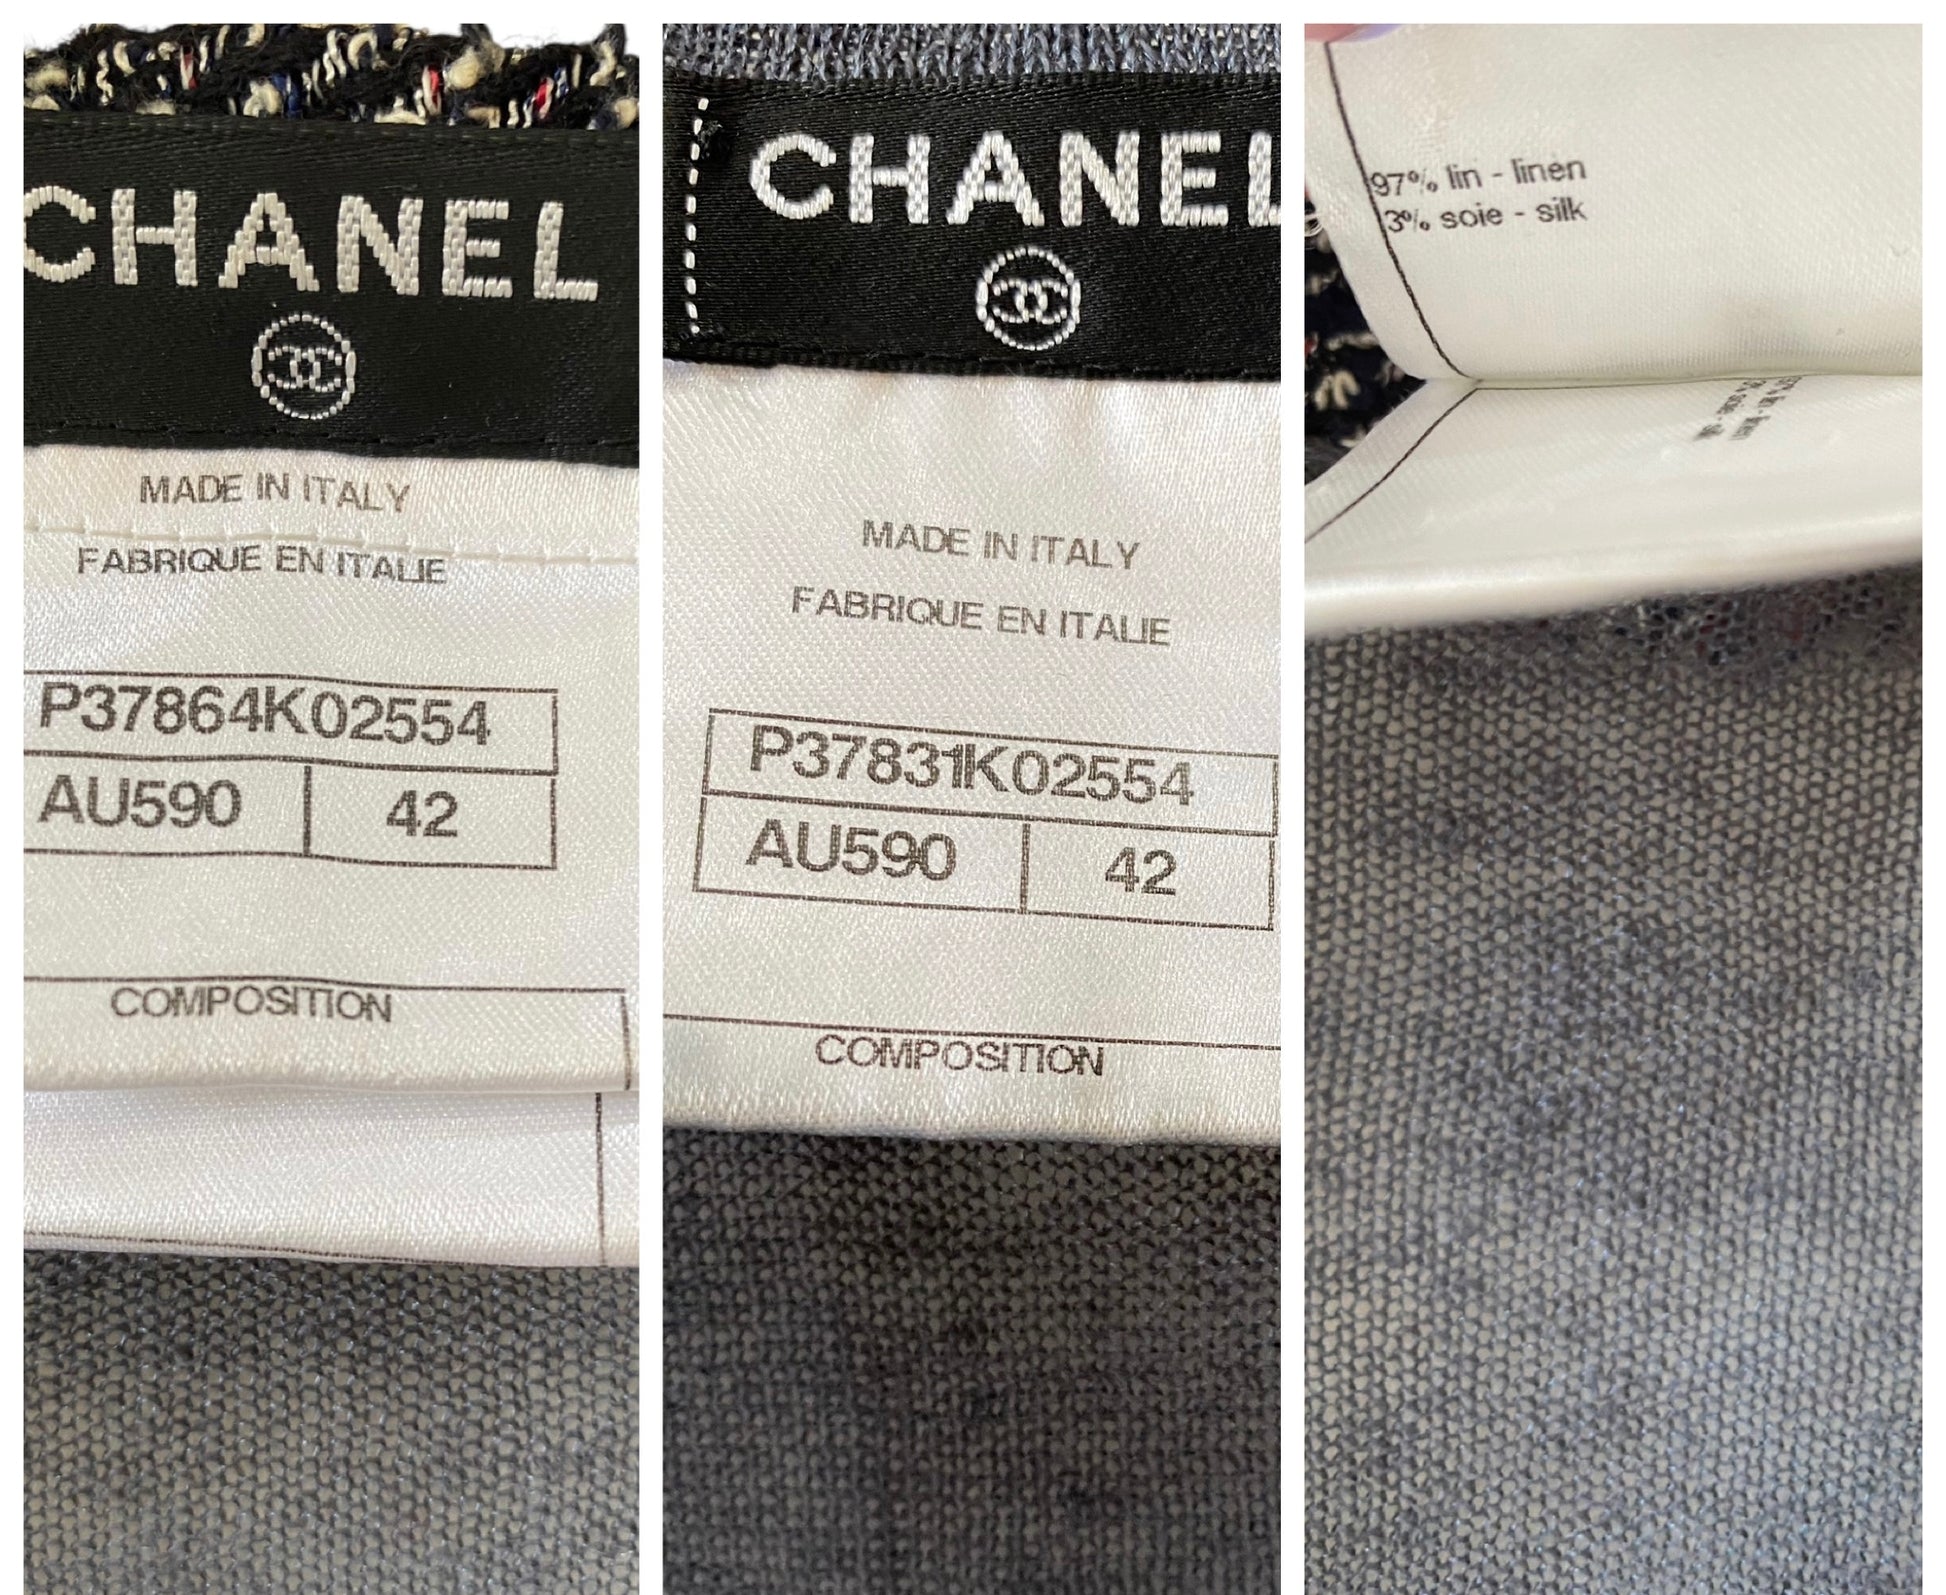 CHANEL
MADE IN ITALY
FABRIQUE EN ITALIE
P37864K02554
AU590 42
COMPOSITION
CHANEL
MADE IN ITALY
FABRIQUE EN ITALIE
P37831K02554
AU590 42
COMPOSITION
97% lin - linen
3% soie - silk